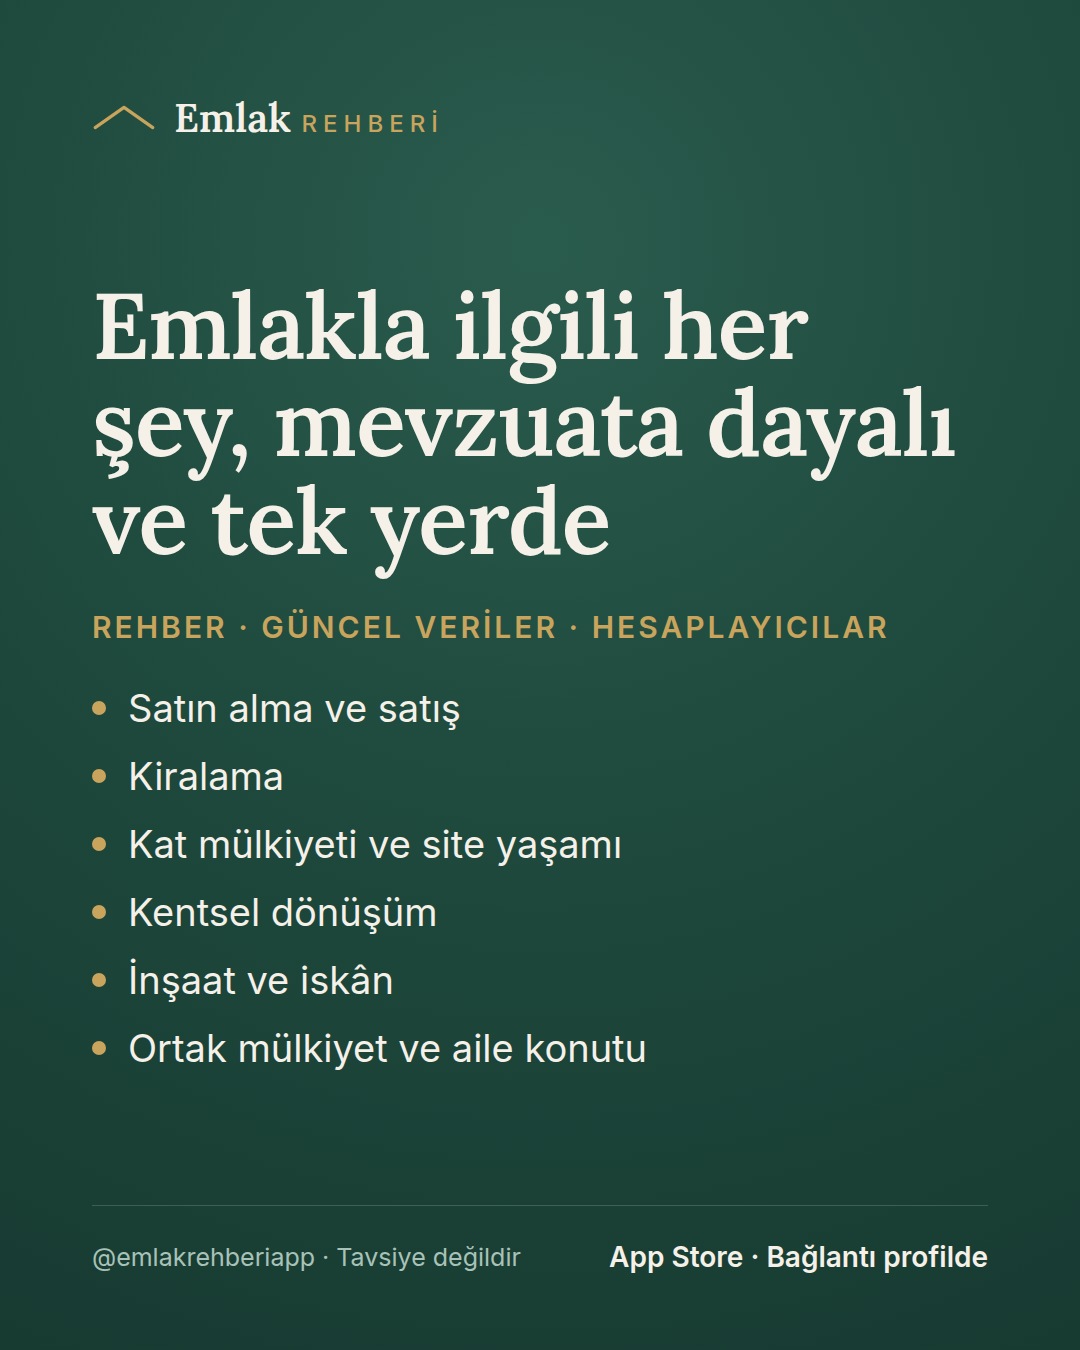 Emlak REHBERİ
Emlakla ilgili her
şey, mevzuata dayalı
ve tek yerde
REHBER · GÜNCEL VERİLER · HESAPLAYICILAR
Satın alma ve satış
Kiralama
Kat mülkiyeti ve site yaşamı
Kentsel dönüşüm
İnşaat ve iskân
Ortak mülkiyet ve aile konutu
@emlakrehberiapp · Tavsiye değildir
App Store · Bağlantı profilde